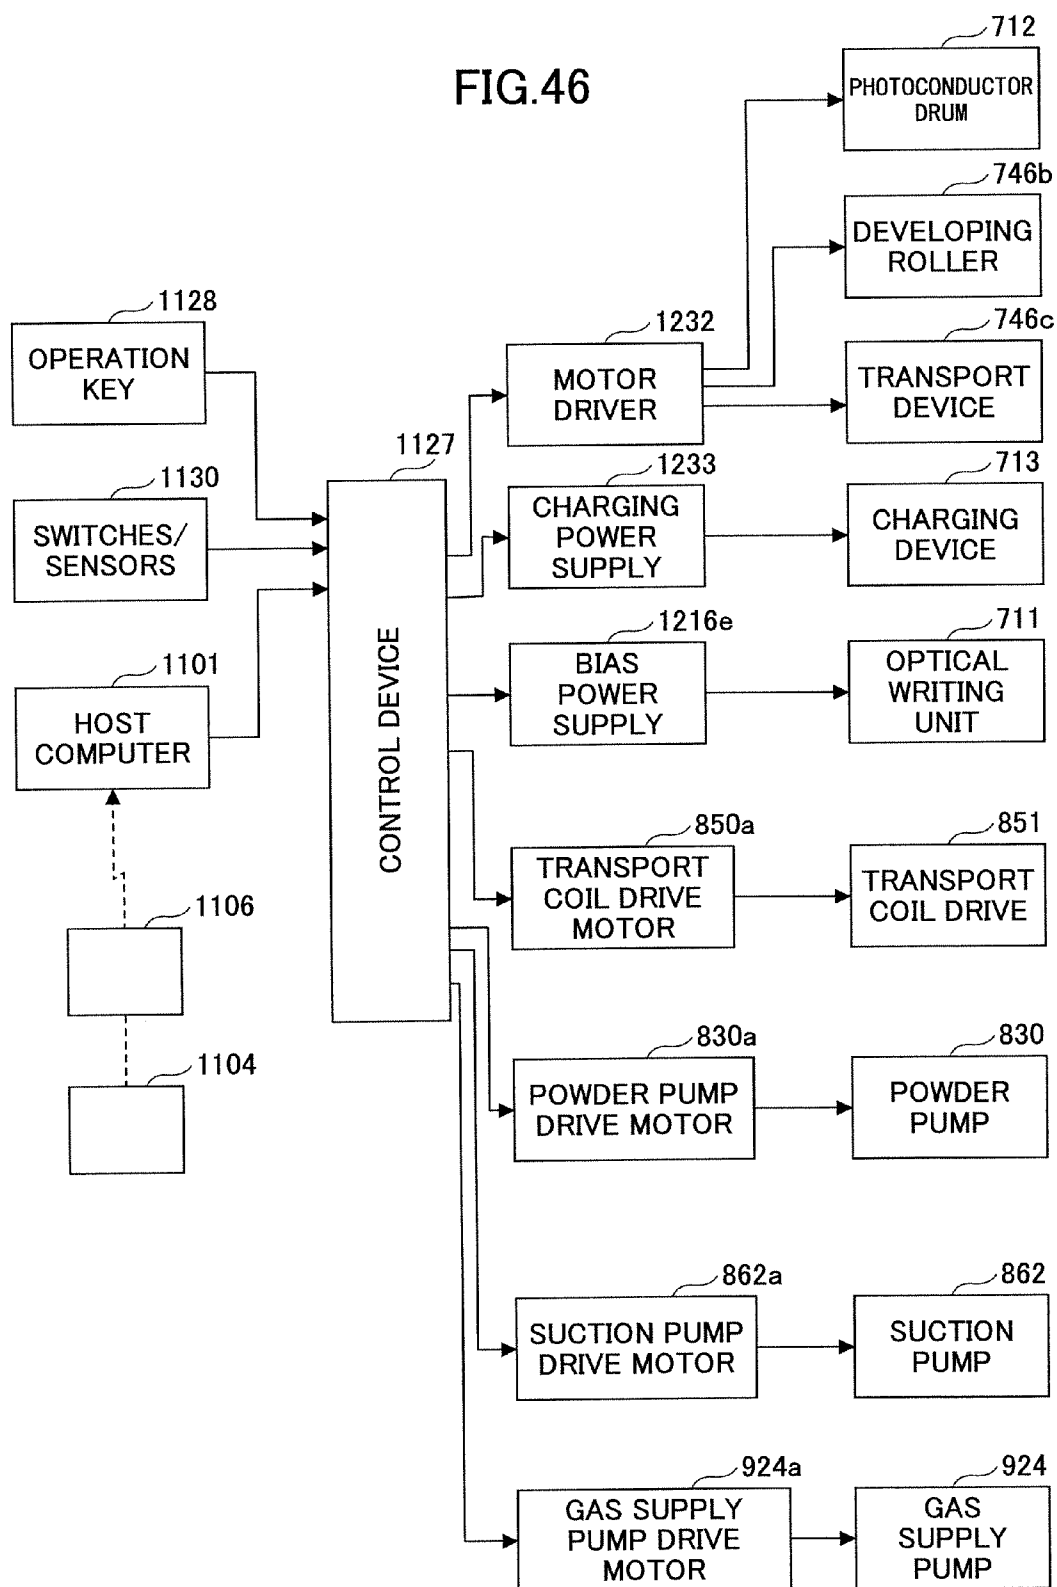 FIG.46
712
PHOTOCONDUCTOR
DRUM
746b
DEVELOPING
ROLLER
746c
TRANSPORT
DEVICE
1128
OPERATION
KEY
1130
SWITCHES/
SENSORS
1101
HOST
COMPUTER
1106
1104
1127
CONTROL DEVICE
1232
MOTOR
DRIVER
1233
CHARGING
POWER
SUPPLY
713
CHARGING
DEVICE
1216e
BIAS
POWER
SUPPLY
711
OPTICAL
WRITING
UNIT
850a
TRANSPORT
COIL DRIVE
MOTOR
851
TRANSPORT
COIL DRIVE
830a
POWDER PUMP
DRIVE MOTOR
830
POWDER
PUMP
862a
SUCTION PUMP
DRIVE MOTOR
862
SUCTION
PUMP
924a
GAS SUPPLY
PUMP DRIVE
MOTOR
924
GAS
SUPPLY
PUMP